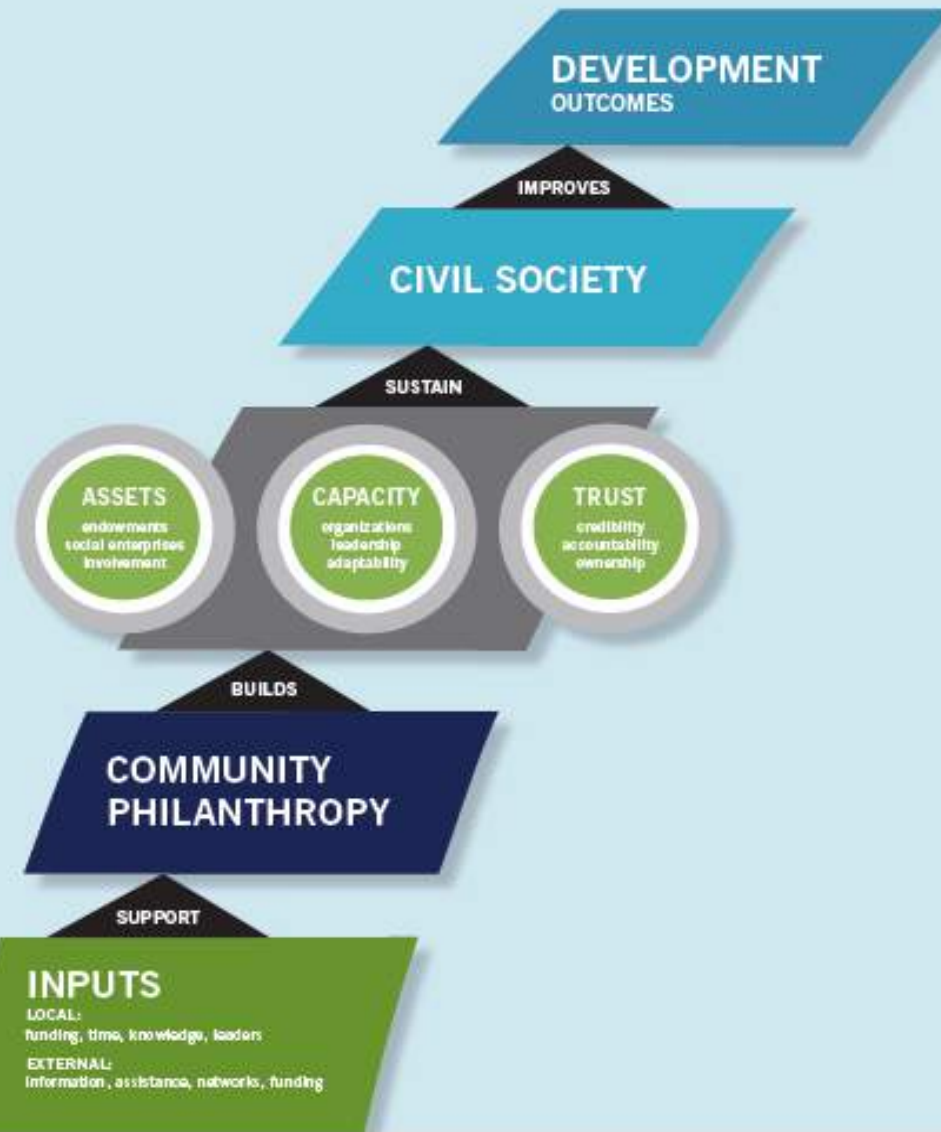 DEVELOPMENT
OUTCOMES
IMPROVES
CIVIL SOCIETY
SUSTAIN
ASSETS
endowments
social enterprises
involvement
CAPACITY
organizations
leadership
adaptability
TRUST
credibility
accountability
ownership
BUILDS
COMMUNITY
PHILANTHROPY
SUPPORT
INPUTS
LOCAL:
funding, time, knowledge, leaders
EXTERNAL:
information, assistance, networks, funding